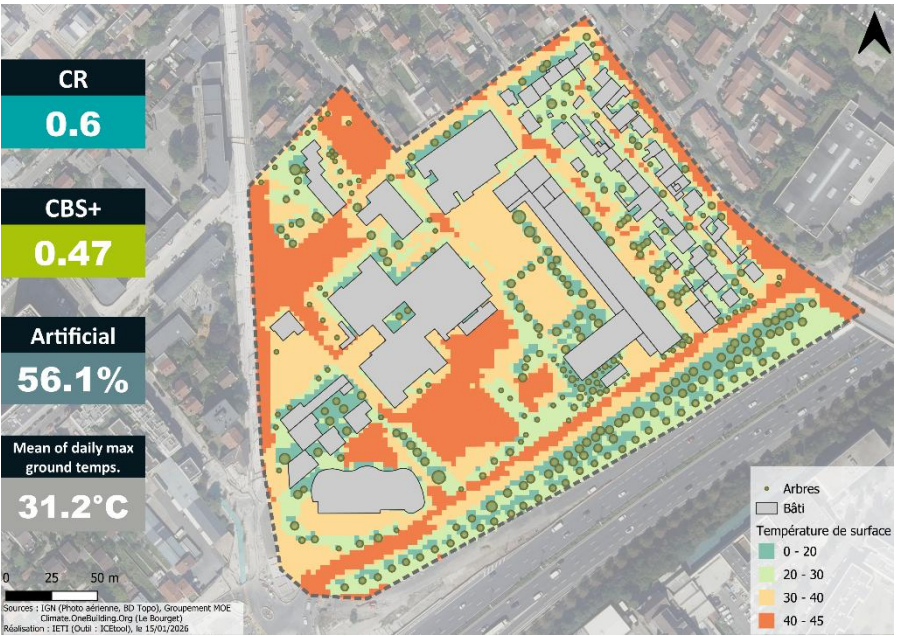 CR
0.6
CBS+
0.47
Artificial
56.1%
Mean of daily max
ground temps.
31.2°C
0 25 50 m
Sources : IGN (Photo aérienne, BD Topo), Groupement MOE
Climate.OneBuilding.Org (Le Bourget)
Réalisation : IETI (Outil : ICEtool), le 15/01/2026
Arbres
Bâti
Température de surface
0 - 20
20 - 30
30 - 40
40 - 45